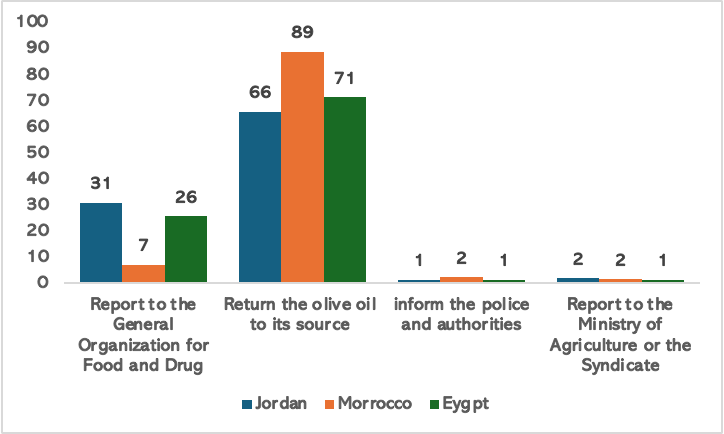 100
90
80
70
60
50
40
30
20
10
0
31
7
26
66
89
71
1
2
1
2
2
1
Report to the
General
Organization for
Food and Drug
Return the olive oil
to its source
inform the police
and authorities
Report to the
Ministry of
Agriculture or the
Syndicate
Jordan
Morrocco
Eygpt